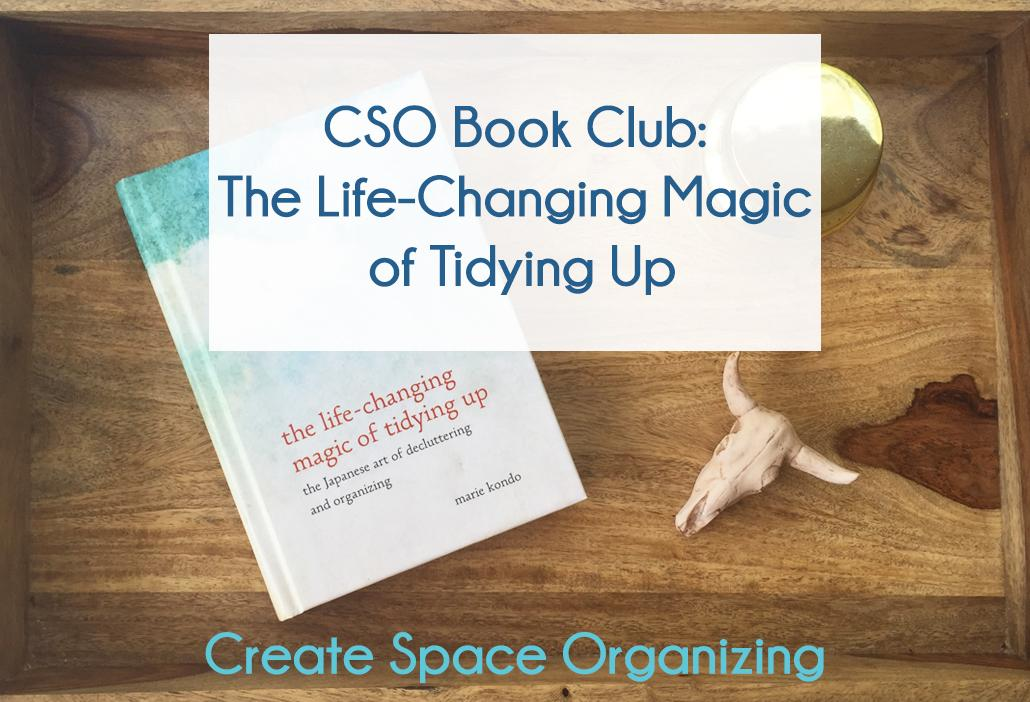 CSO Book Club:
The Life-Changing Magic
of Tidying Up
the life-changing
magic of tidying up
the Japanese art of decluttering
and organizing
marie kondo
Create Space Organizing